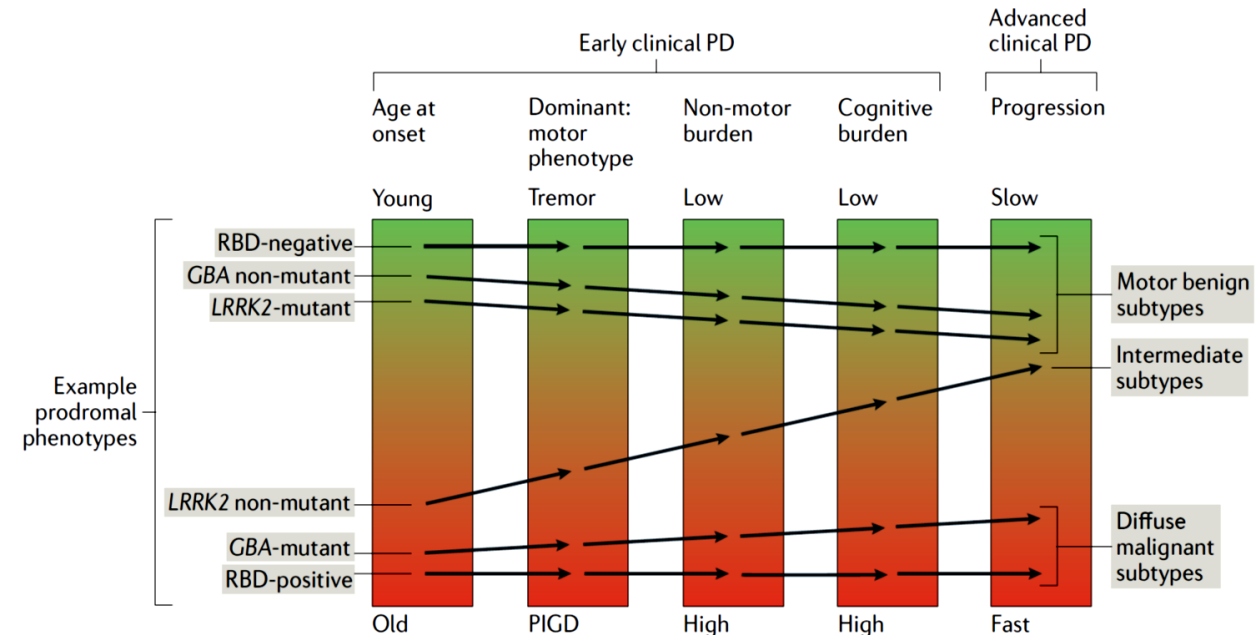 Early clinical PD
Advanced
clinical PD
Age at
onset
Dominant:
motor
phenotype
Non-motor
burden
Cognitive
burden
Progression
Young
Tremor
Low
Low
Slow
Example
prodromal
phenotypes
RBD-negative
GBA non-mutant
LRRK2-mutant
LRRK2 non-mutant
GBA-mutant
RBD-positive
Motor benign
subtypes
Intermediate
subtypes
Diffuse
malignant
subtypes
Old
PIGD
High
High
Fast